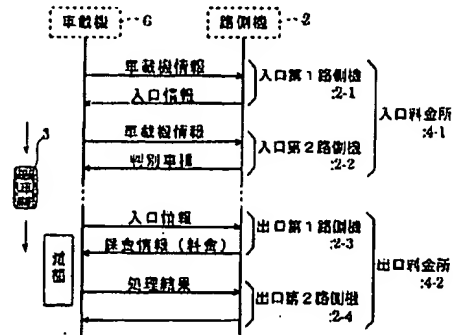 車載機 6 路側機 2
車載機情報
入口情報
入口第1路側機
:2-1
車載機情報
判別車種
入口第2路側機
:2-2
入口料金所
:4-1
3
入口情報
課金情報（料金）
出口第1路側機
:2-3
処理結果
出口第2路側機
:2-4
出口料金所
:4-2